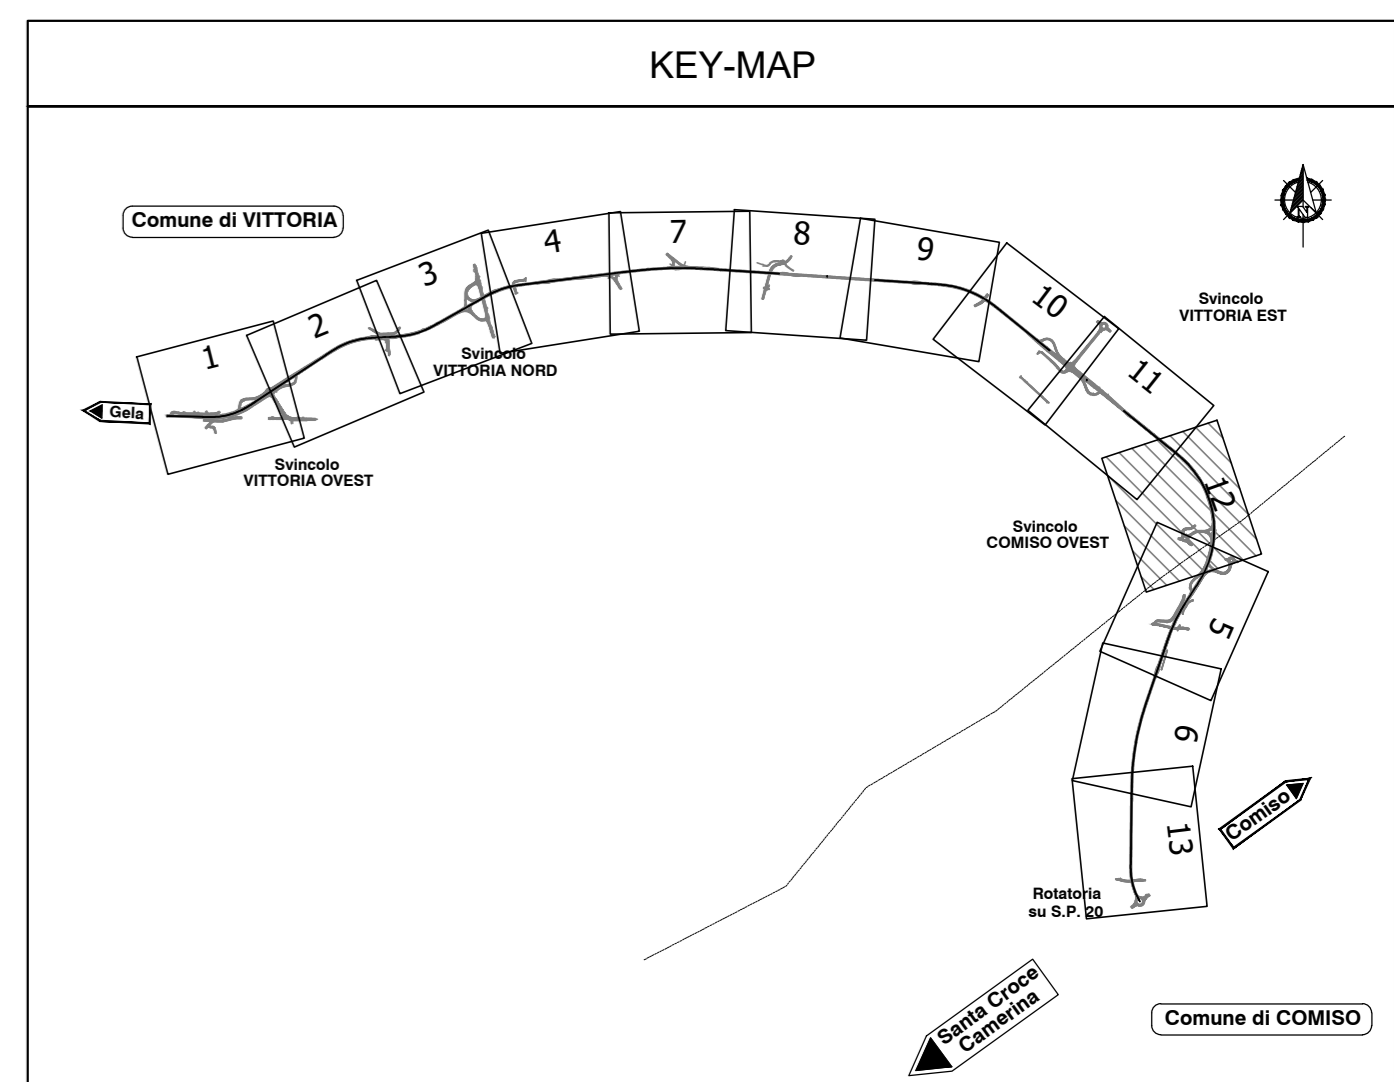 KEY-MAP
Comune di VITTORIA
1
2
3
4
7
8
9
10
11
12
5
6
13
Gela
Svincolo
VITTORIA OVEST
Svincolo
VITTORIA NORD
Svincolo
VITTORIA EST
Svincolo
COMISO OVEST
Comiso
Rotatoria
su S.P. 20
Santa Croce
Camerina
Comune di COMISO
N